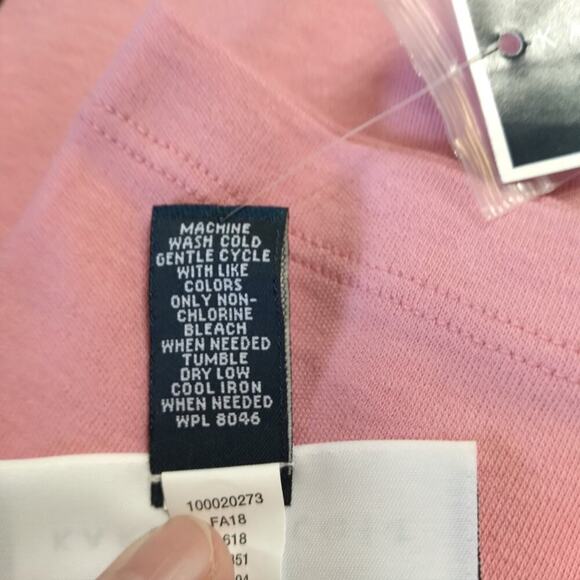 MACHINE
WASH COLD
GENTLE CYCLE
WITH LIKE
COLORS
ONLY NON-
CHLORINE
BLEACH
WHEN NEEDED
TUMBLE
DRY LOW
COOL IRON
WHEN NEEDED
WPL 8046
100020273
FA18
618